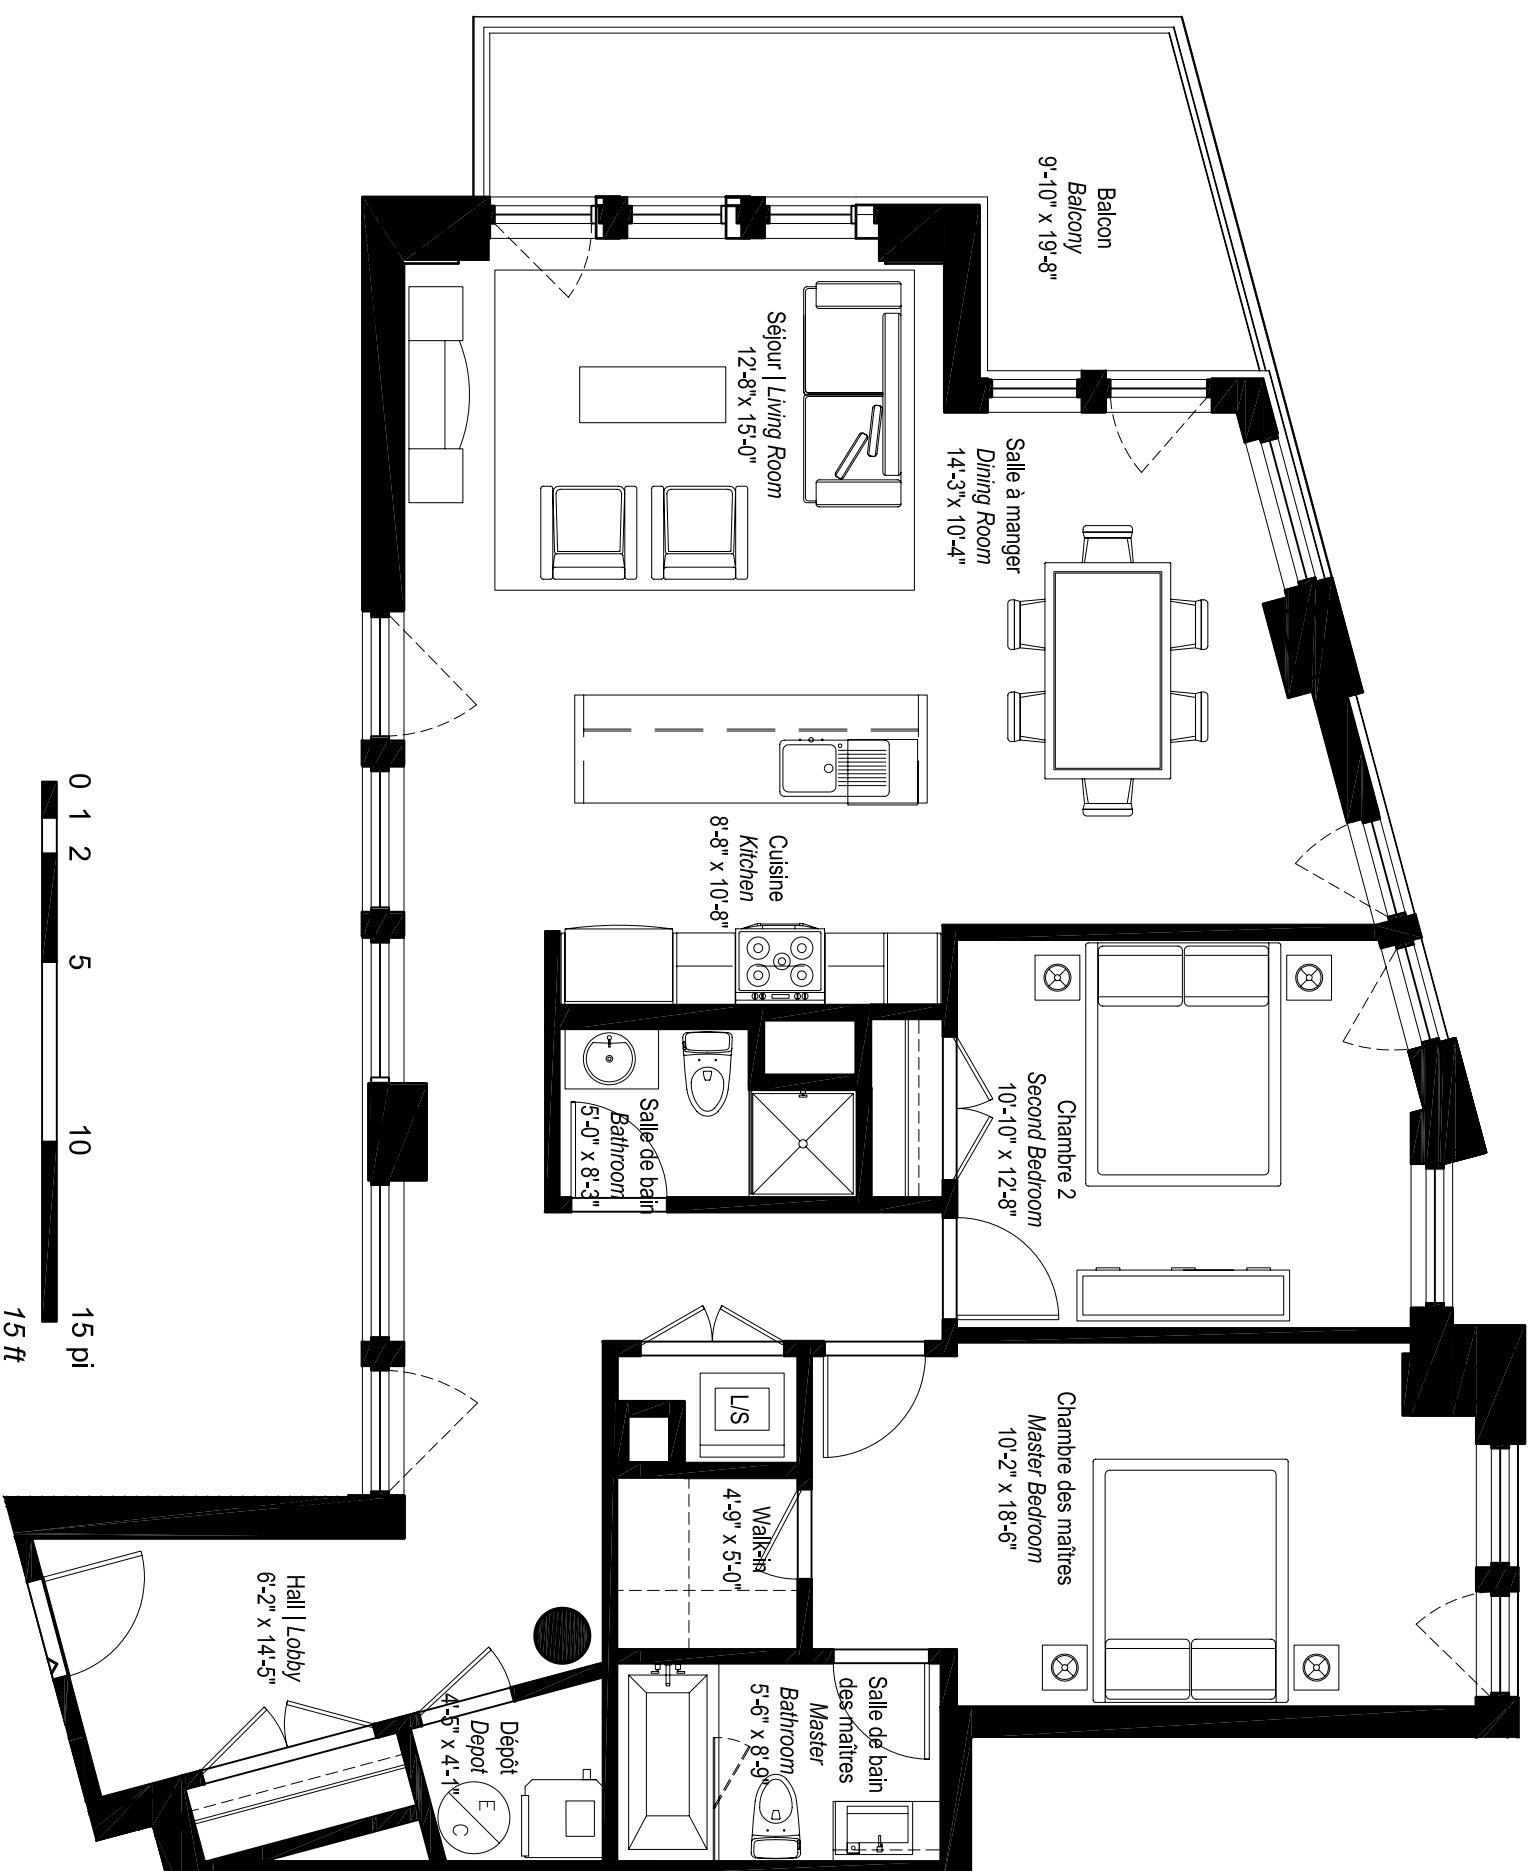 Balcon
Balcony
9'-10" x 19'-8"
Séjour | Living Room
12'-8"x 15'-0"
Salle à manger
Dining Room
14'-3"x 10'-4"
Cuisine
Kitchen
8'-8" x 10'-8"
Chambre 2
Second Bedroom
10'-10" x 12'-8"
Salle de bain
Bathroom
5'-0" x 8'-3"
Chambre des maîtres
Master Bedroom
10'-2" x 18'-6"
L/S
Walk-in
4'-9" x 5'-0"
Salle de bain
des maîtres
Master
Bathroom
5'-6" x 8'-9"
Hall | Lobby
6'-2" x 14'-5"
Dépôt
Depot
4'-5" x 4'-1"
E
C
0 1 2 5 10 15 pi
15 ft